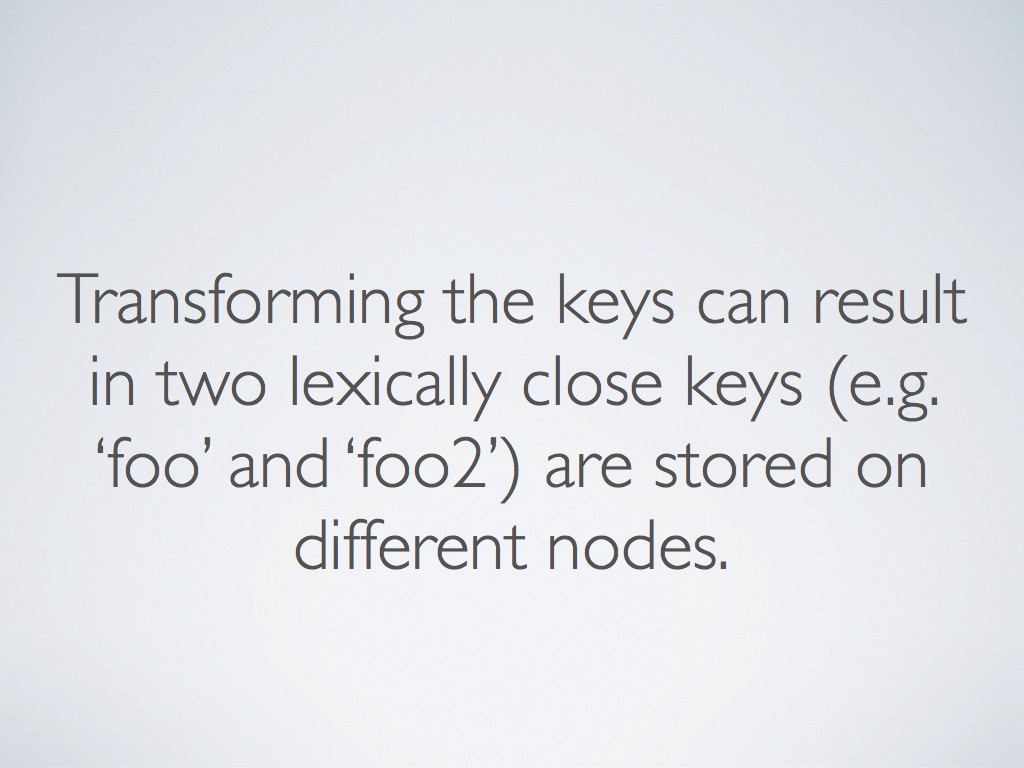 Transforming the keys can result
in two lexically close keys (e.g.
‘foo’ and ‘foo2’) are stored on
different nodes.